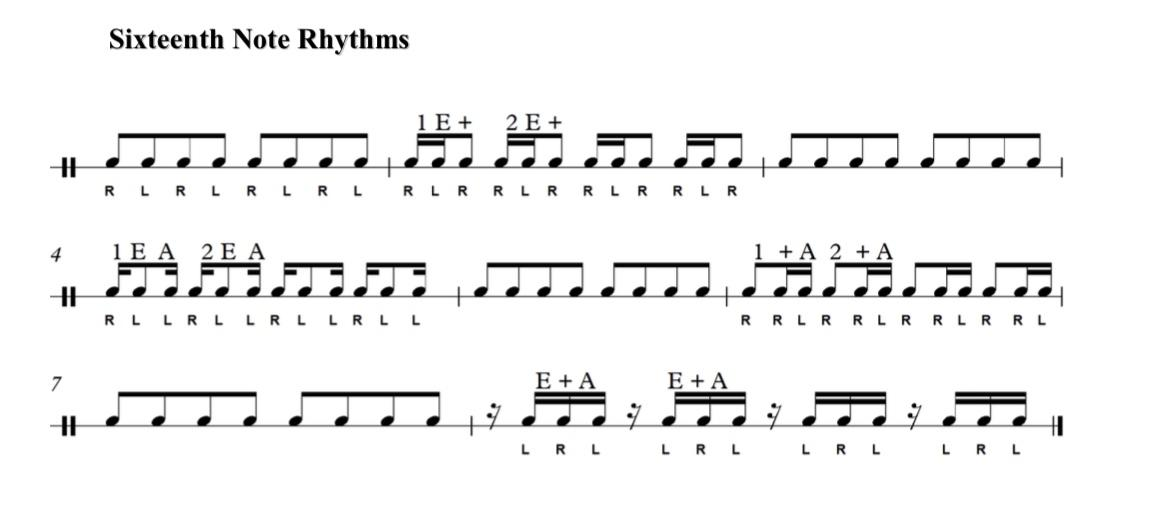 Sixteenth Note Rhythms
1 E + 2 E +
R L R L R L R L R L R R L R R L R R L R
4 1 E A 2 E A 1 + A 2 + A
R L L R L L R L L R L L R R L R R L R R L R R L
7 E + A E + A
L R L L R L L R L L R L